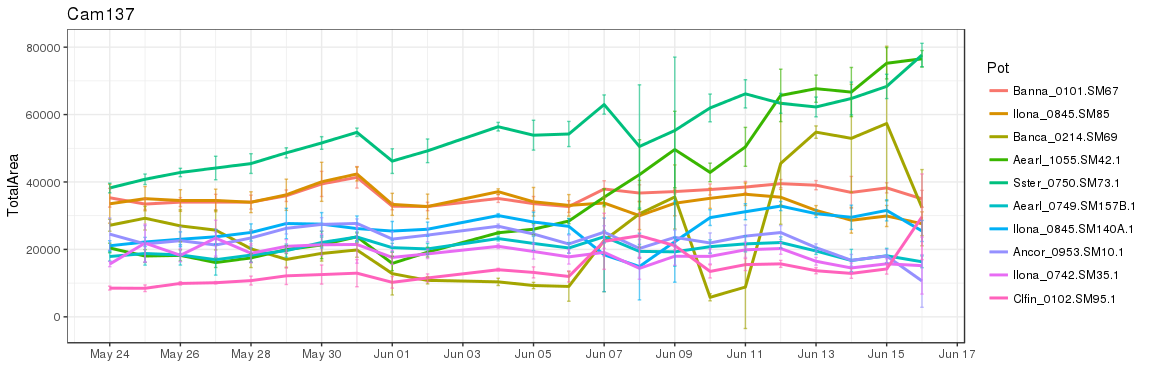 Cam137
TotalArea
80000
60000
40000
20000
0
May 24 May 26 May 28 May 30 Jun 01 Jun 03 Jun 05 Jun 07 Jun 09 Jun 11 Jun 13 Jun 15 Jun 17
Pot
Banna_0101.SM67
Ilona_0845.SM85
Banca_0214.SM69
Aearl_1055.SM42.1
Sster_0750.SM73.1
Aearl_0749.SM157B.1
Ilona_0845.SM140A.1
Ancor_0953.SM10.1
Ilona_0742.SM35.1
Clfin_0102.SM95.1